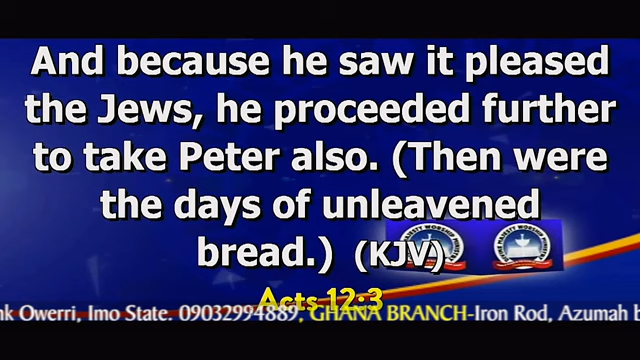 And because he saw it pleased
the Jews, he proceeded further
to take Peter also. (Then were
the days of unleavened
bread.) (KJV)
Acts 12:3
nk Owerri, Imo State. 09032994889, GHANA BRANCH-Iron Rod, Azumah b